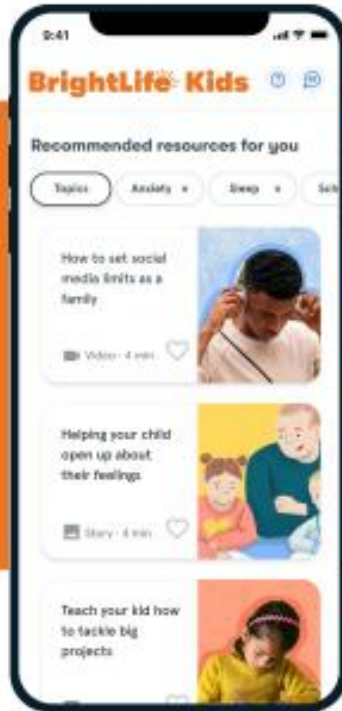 9:41
BrightLife Kids
Recommended resources for you
Topics Anxiety x Sleep x Sch
How to set social
media limits as a
family
Video · 4 min
Helping your child
open up about
their feelings
Story · 4 min
Teach your kid how
to tackle big
projects